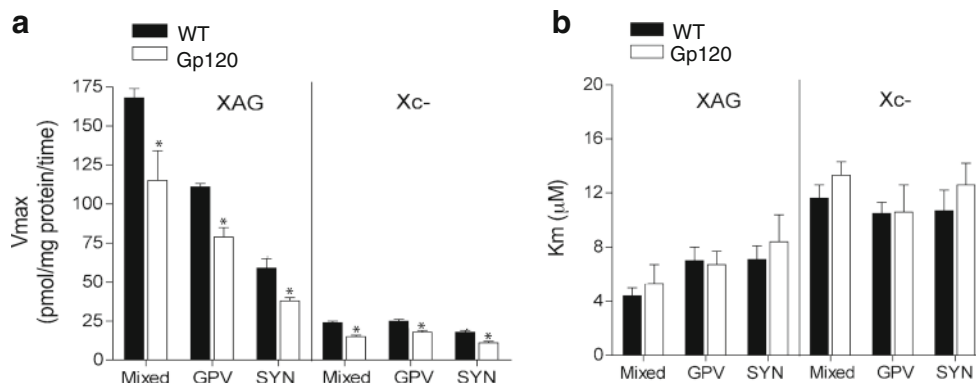 a
WT
Gp120
XAG
Xc-
Vmax
(pmol/mg protein/time)
175
150
125
100
75
50
25
0
*
*
*
*
*
*
Mixed GPV SYN Mixed GPV SYN
b
WT
Gp120
XAG
Xc-
Km (µM)
20
16
12
8
4
0
Mixed GPV SYN Mixed GPV SYN